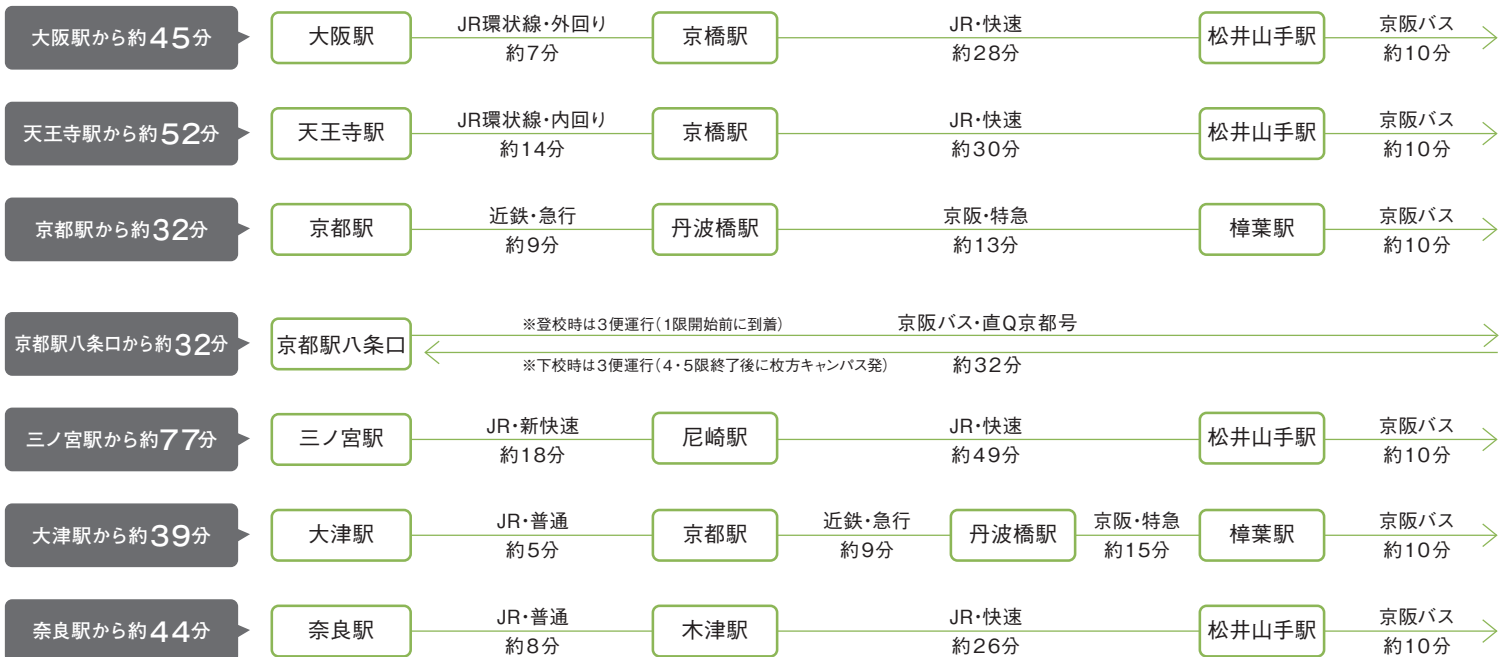 大阪駅から約45分 大阪駅 JR環状線・外回り 約7分 京橋駅 JR・快速 約28分 松井山手駅 京阪バス 約10分
天王寺駅から約52分 天王寺駅 JR環状線・内回り 約14分 京橋駅 JR・快速 約30分 松井山手駅 京阪バス 約10分
京都駅から約32分 京都駅 近鉄・急行 約9分 丹波橋駅 京阪・特急 約13分 樟葉駅 京阪バス 約10分
京都駅八条口から約32分 京都駅八条口 ※登校時は3便運行(1限開始前に到着) 京阪バス・直Q京都号
※下校時は3便運行(4・5限終了後に枚方キャンパス発) 約32分
三ノ宮駅から約77分 三ノ宮駅 JR・新快速 約18分 尼崎駅 JR・快速 約49分 松井山手駅 京阪バス 約10分
大津駅から約39分 大津駅 JR・普通 約5分 京都駅 近鉄・急行 約9分 丹波橋駅 京阪・特急 約15分 樟葉駅 京阪バス 約10分
奈良駅から約44分 奈良駅 JR・普通 約8分 木津駅 JR・快速 約26分 松井山手駅 京阪バス 約10分